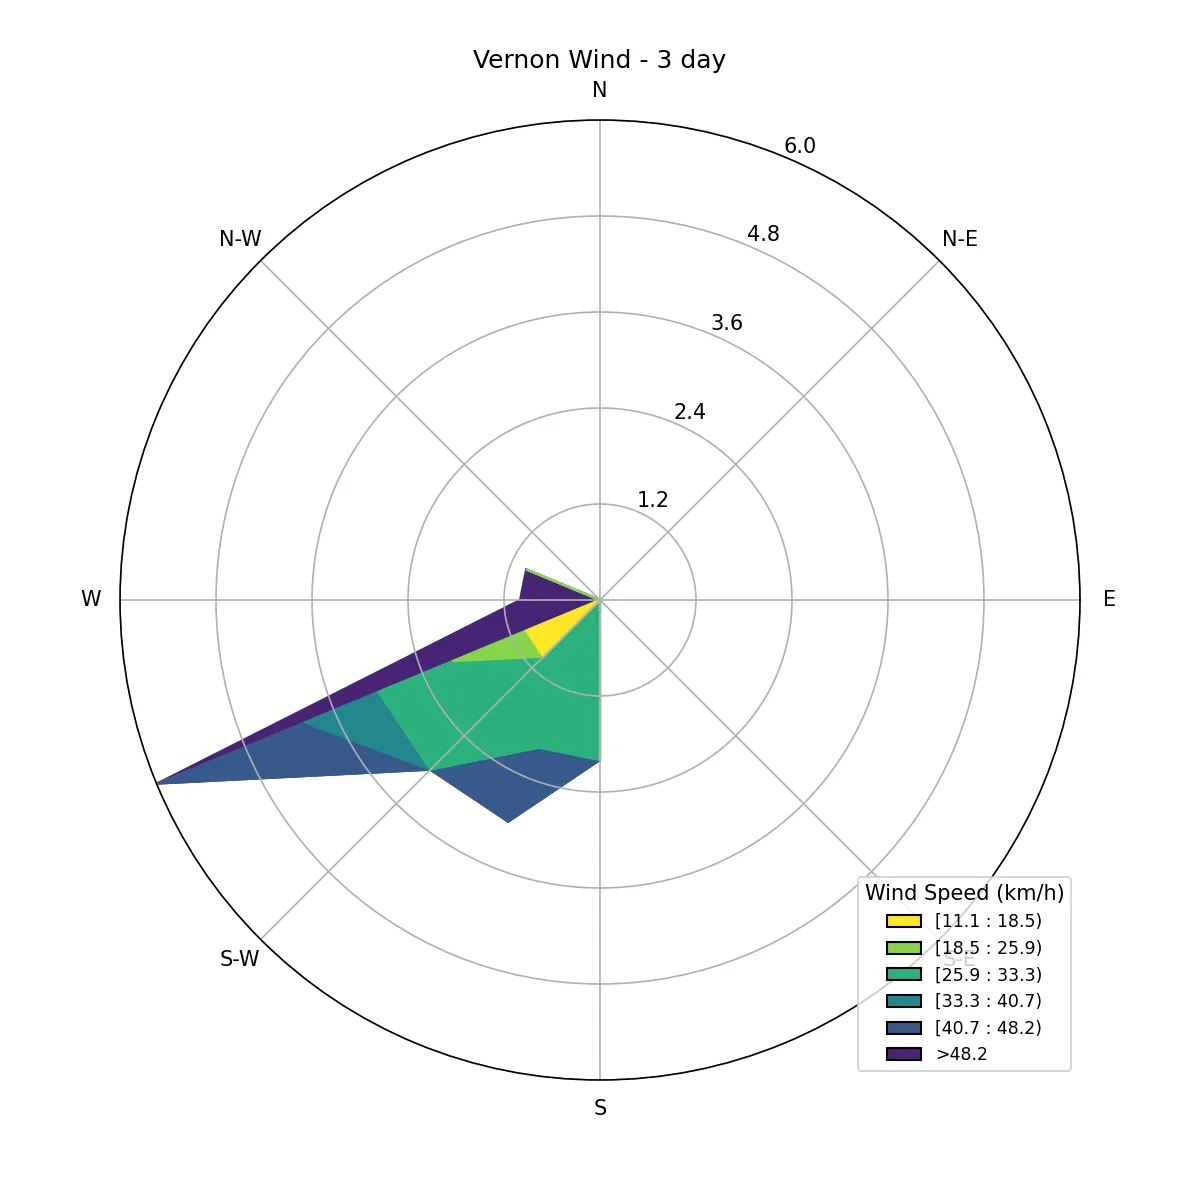 Vernon Wind - 3 day
N
6.0
N-W
N-E
4.8
3.6
2.4
1.2
W
E
S-W
S-E
Wind Speed (km/h)
[11.1 : 18.5)
[18.5 : 25.9)
[25.9 : 33.3)
[33.3 : 40.7)
[40.7 : 48.2)
>48.2
S